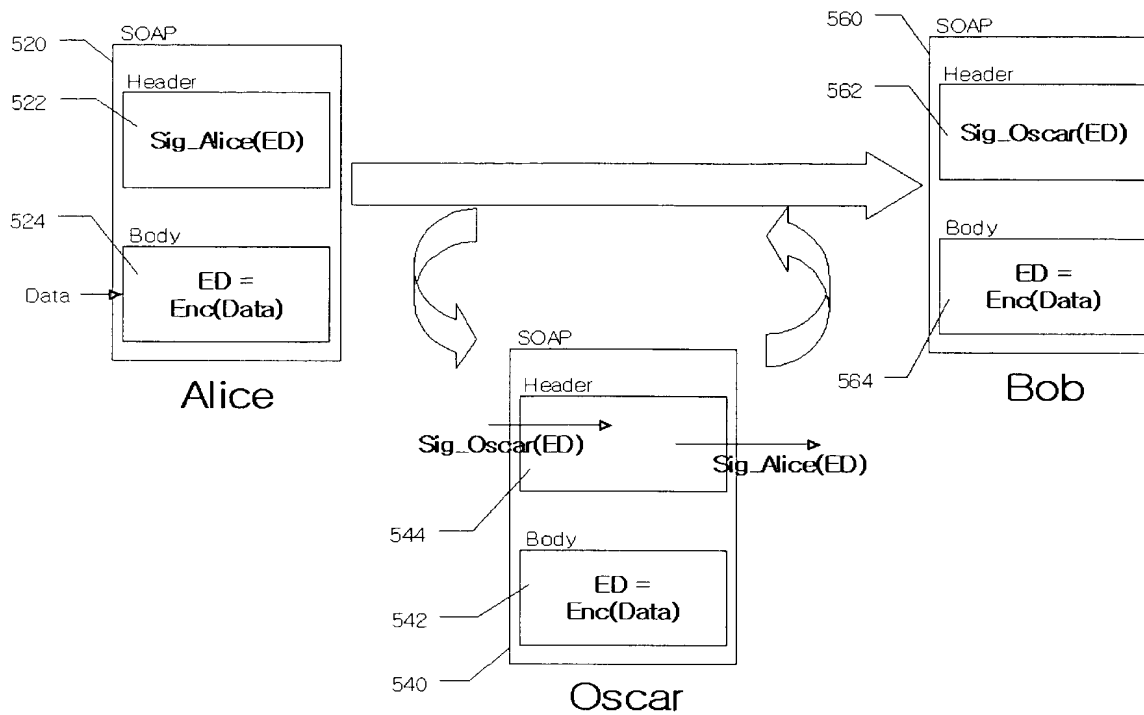 520
SOAP
Header
522
Sig_Alice(ED)
524
Body
Data
ED =
Enc(Data)
Alice
SOAP
Header
Sig_Oscar(ED)
Sig_Alice(ED)
544
Body
542
ED =
Enc(Data)
540
Oscar
560
SOAP
Header
562
Sig_Oscar(ED)
Body
ED =
Enc(Data)
564
Bob